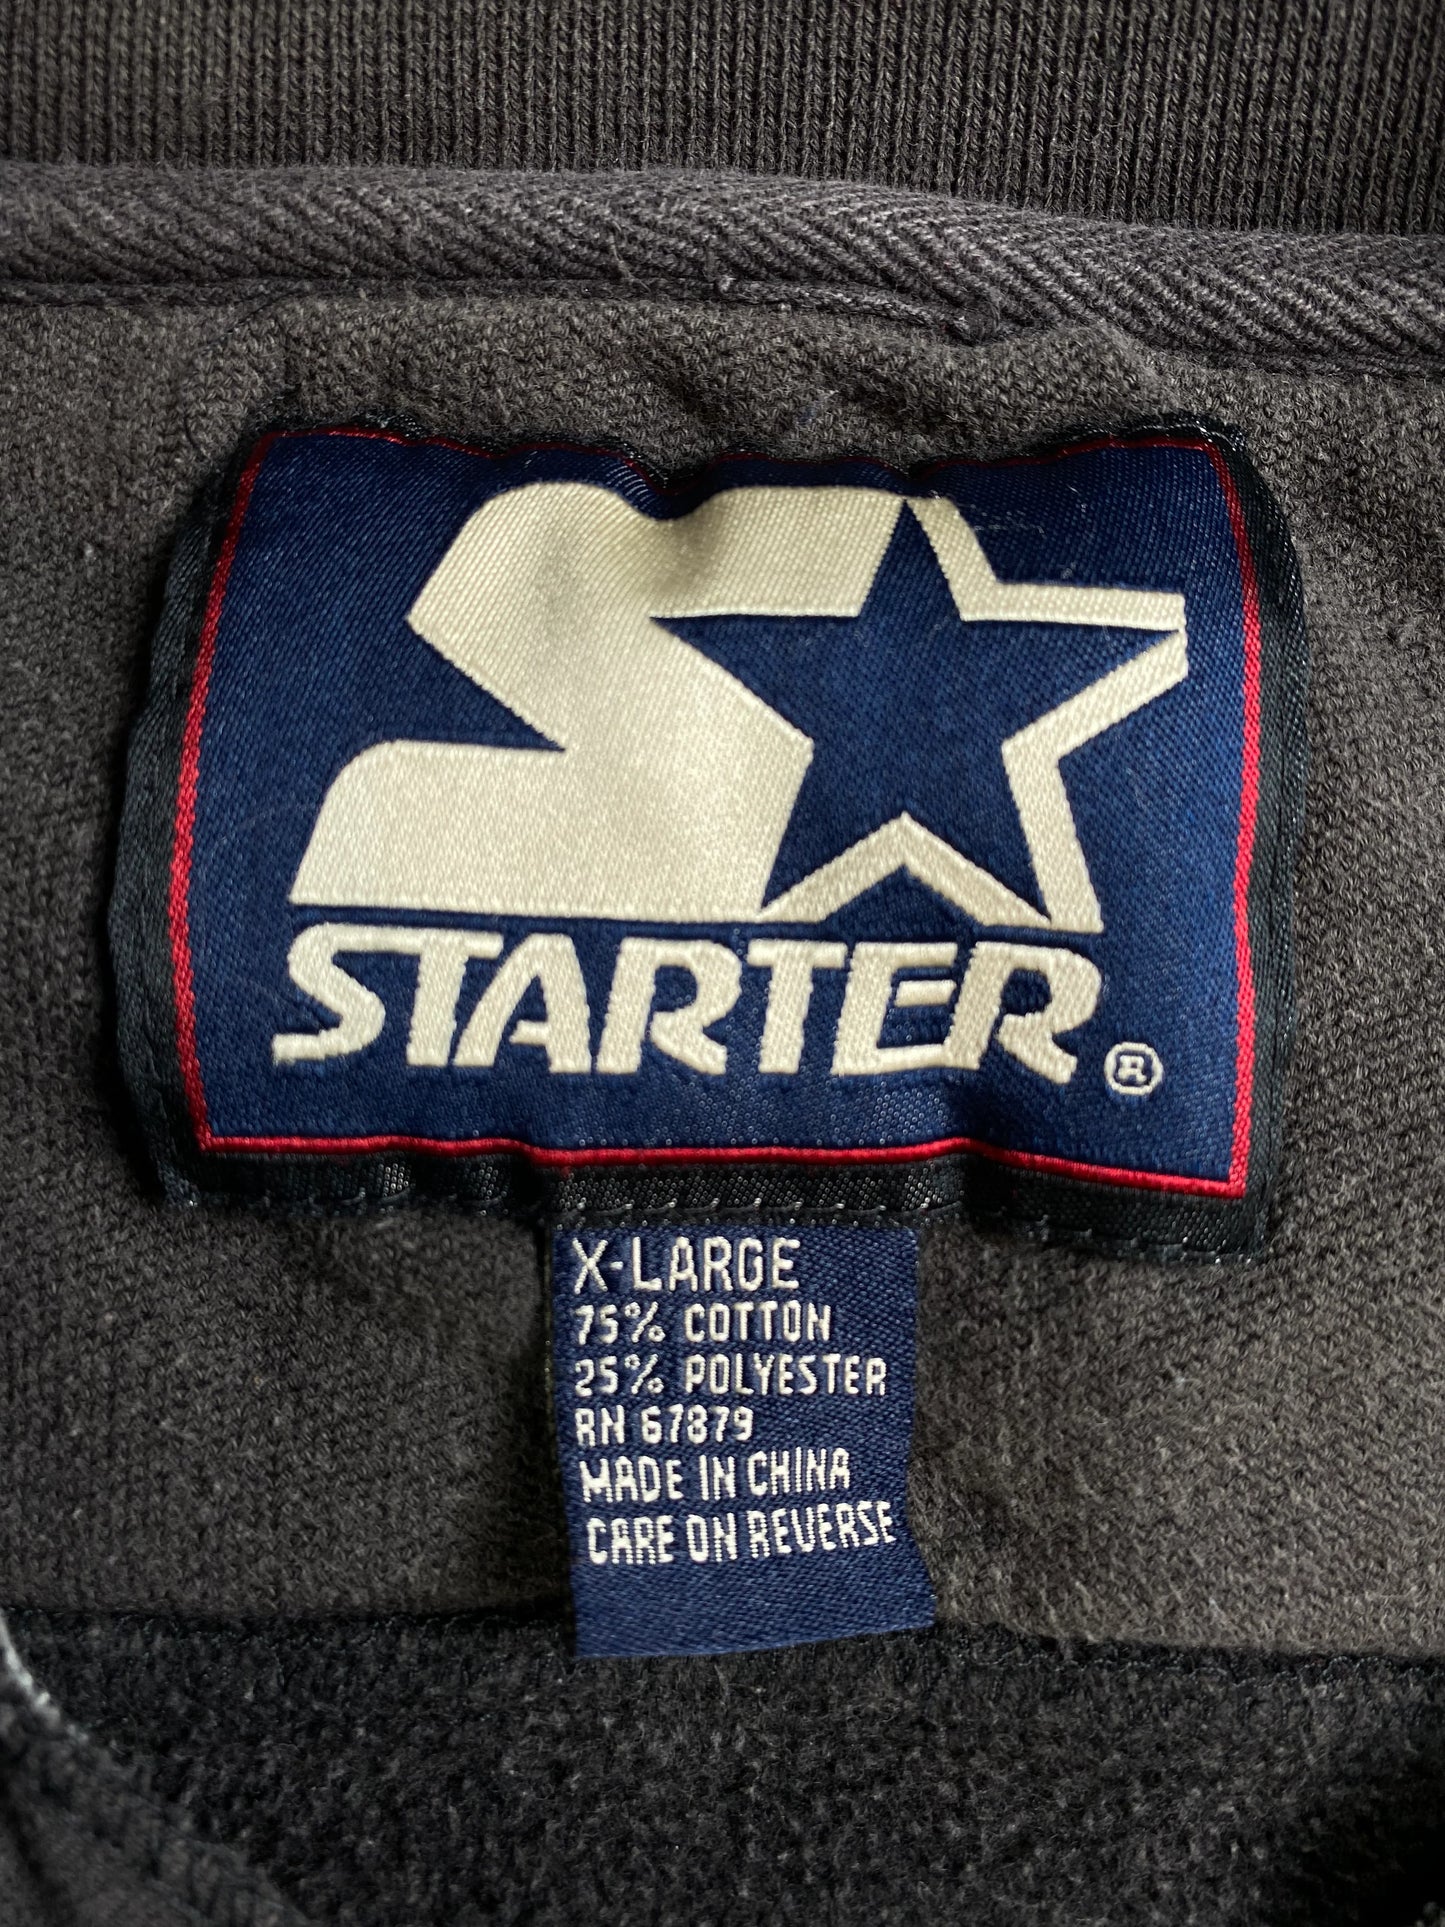 STARTER®
X-LARGE
75% COTTON
25% POLYESTER
RN 67879
MADE IN CHINA
CARE ON REVERSE